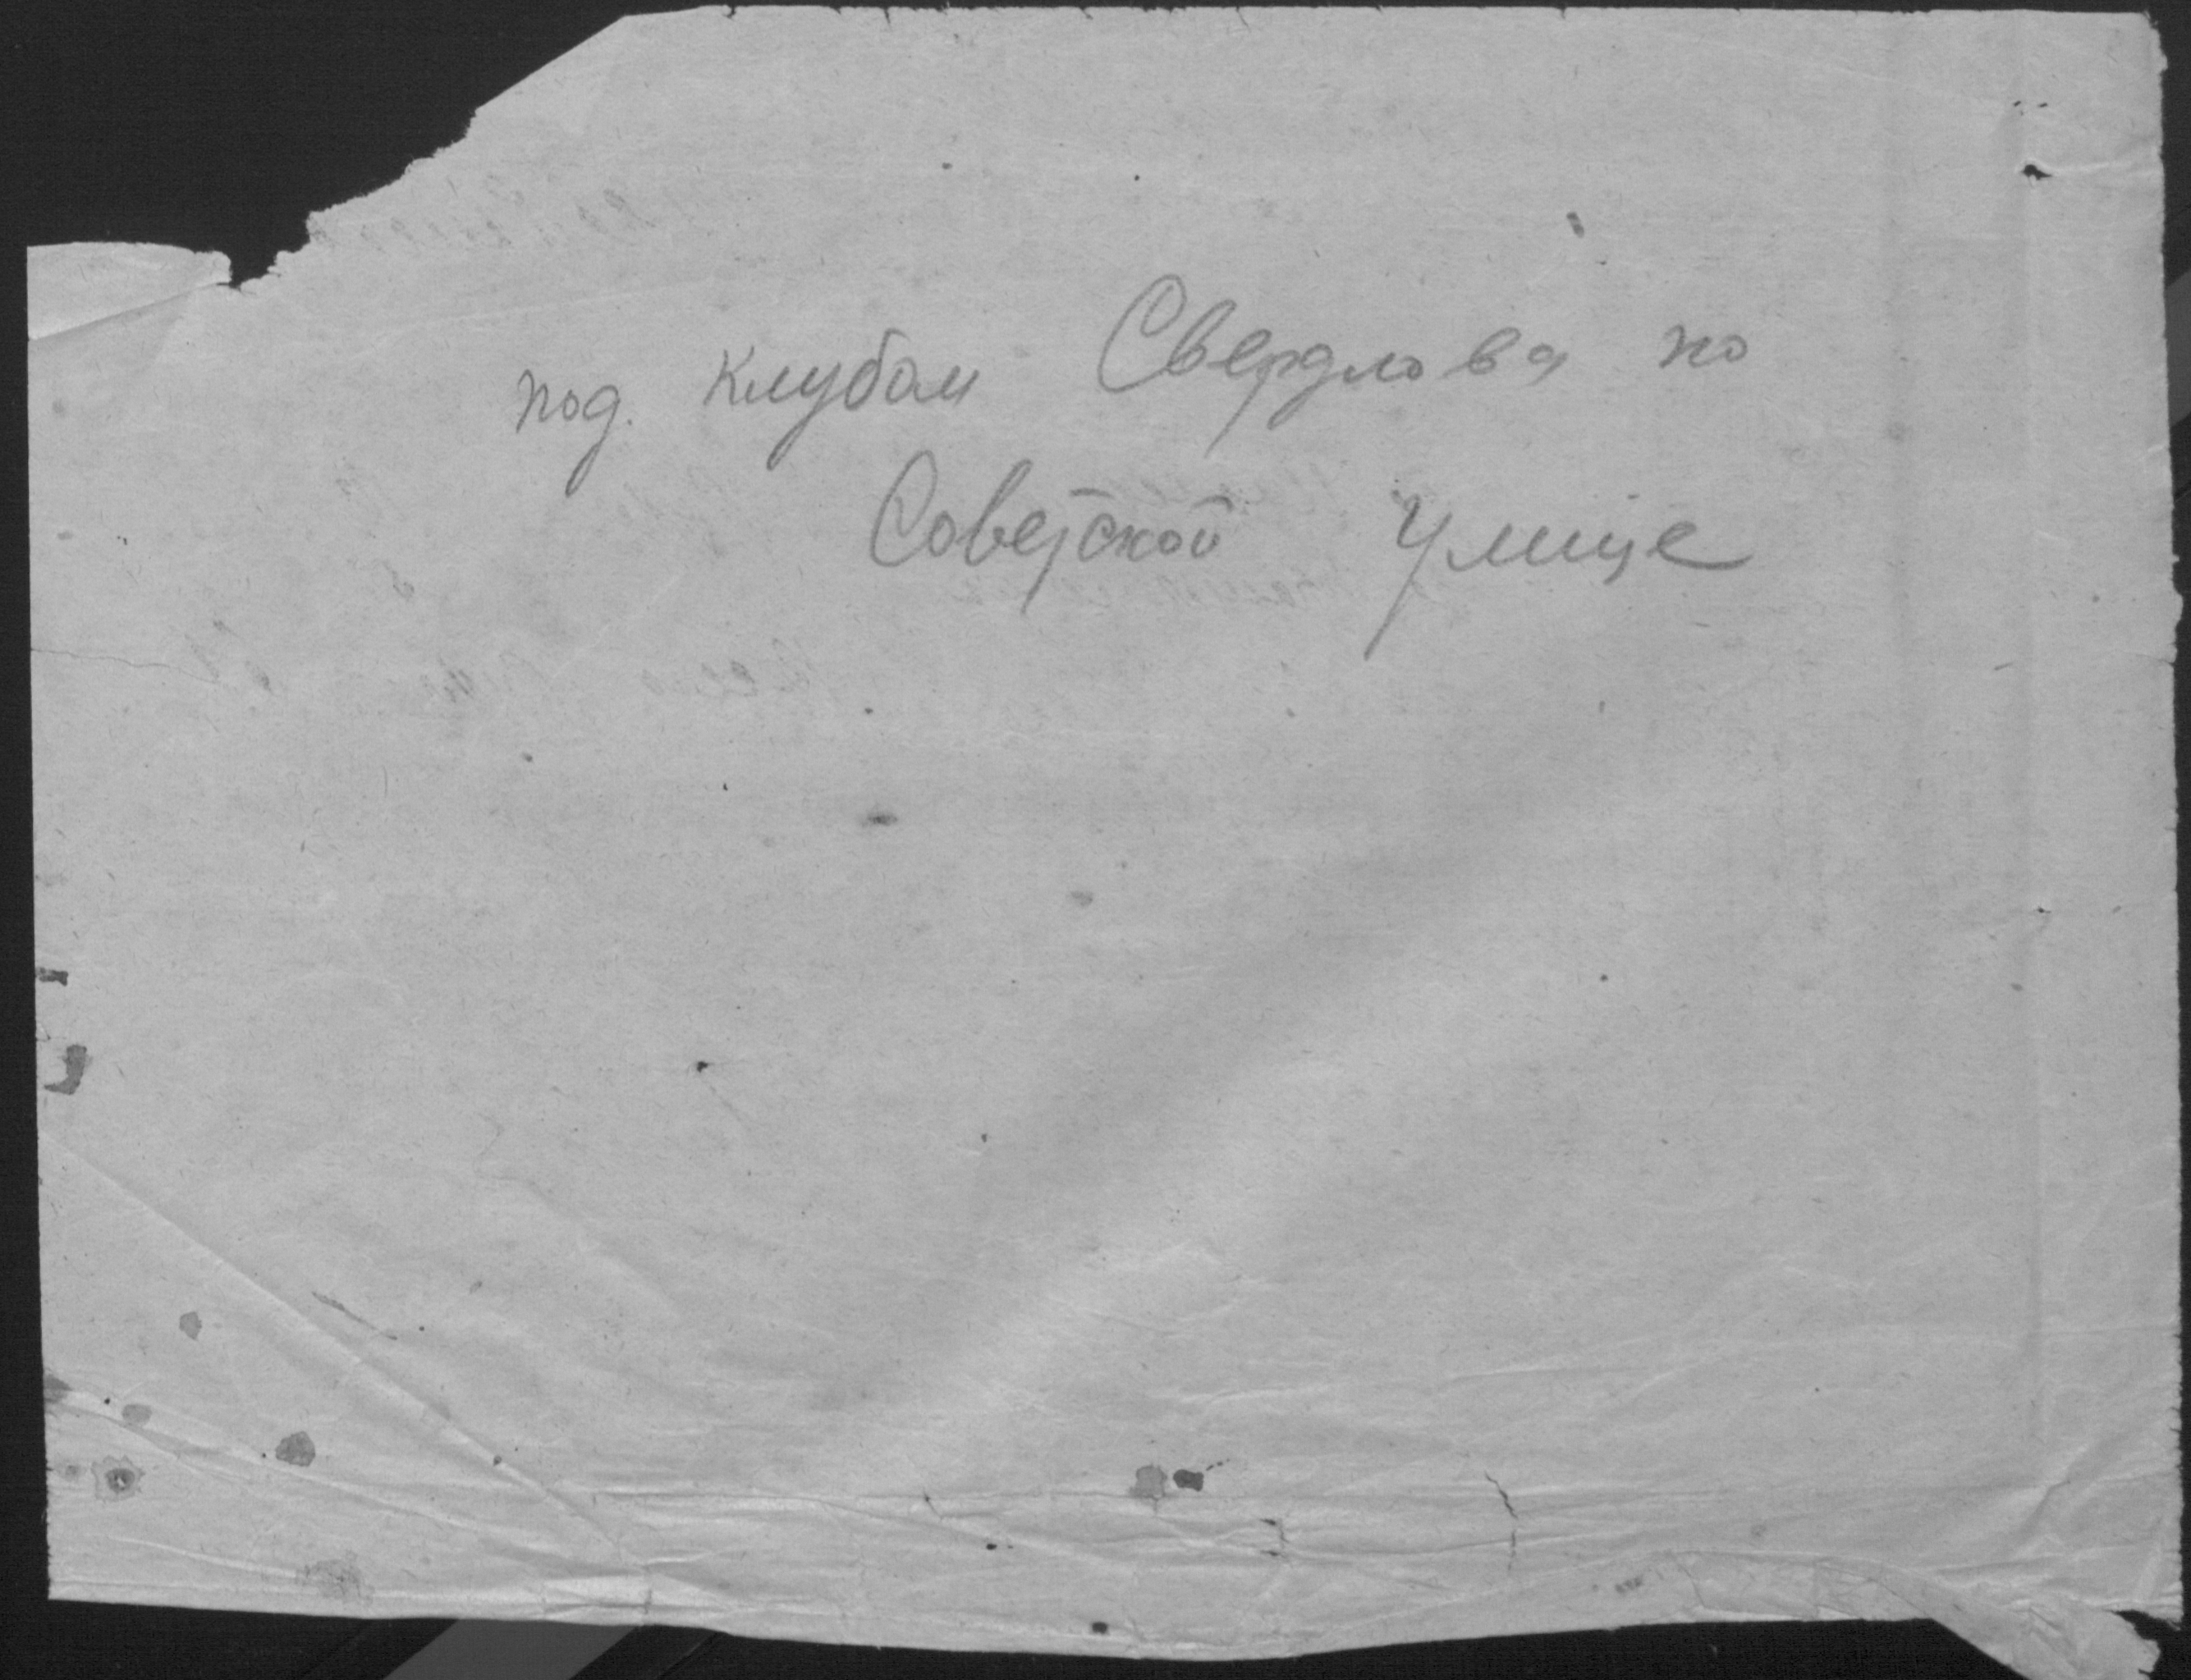 под. клубом Свердлова по
Советской улице